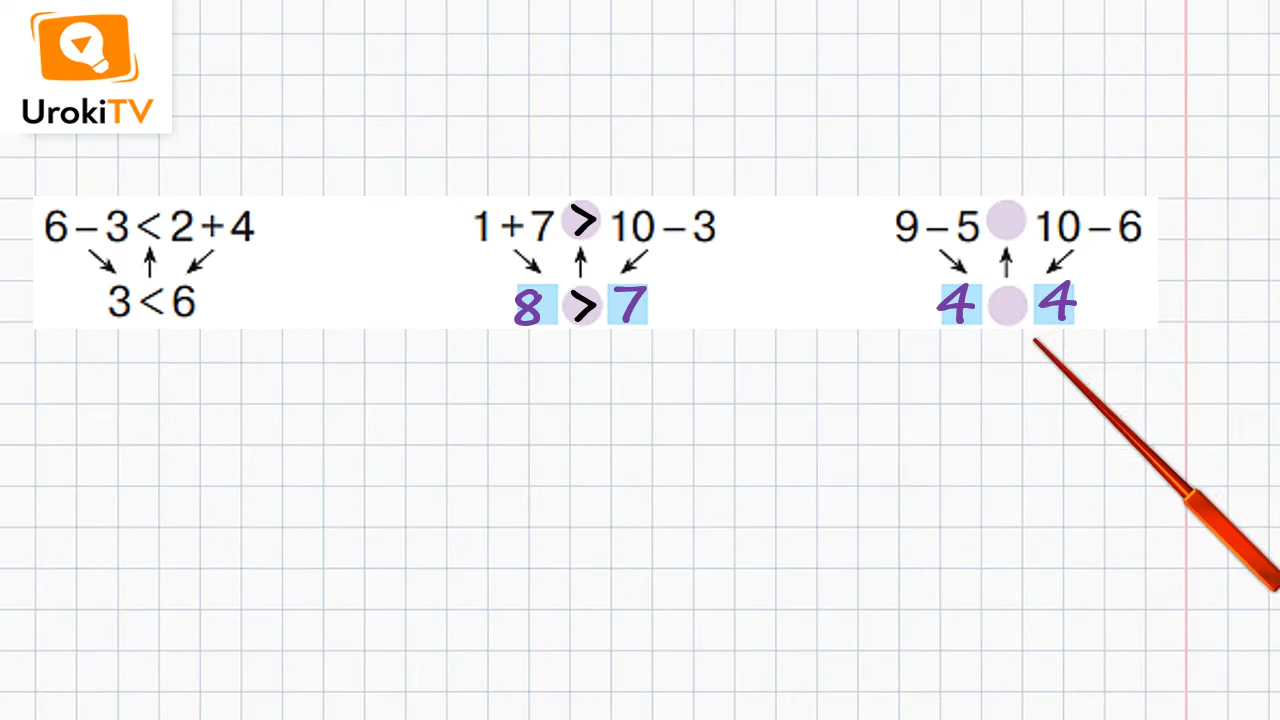 UrokiTV
6 – 3 < 2 + 4
3 < 6
1 + 7 > 10 – 3
8 > 7
9 – 5 10 – 6
4 4